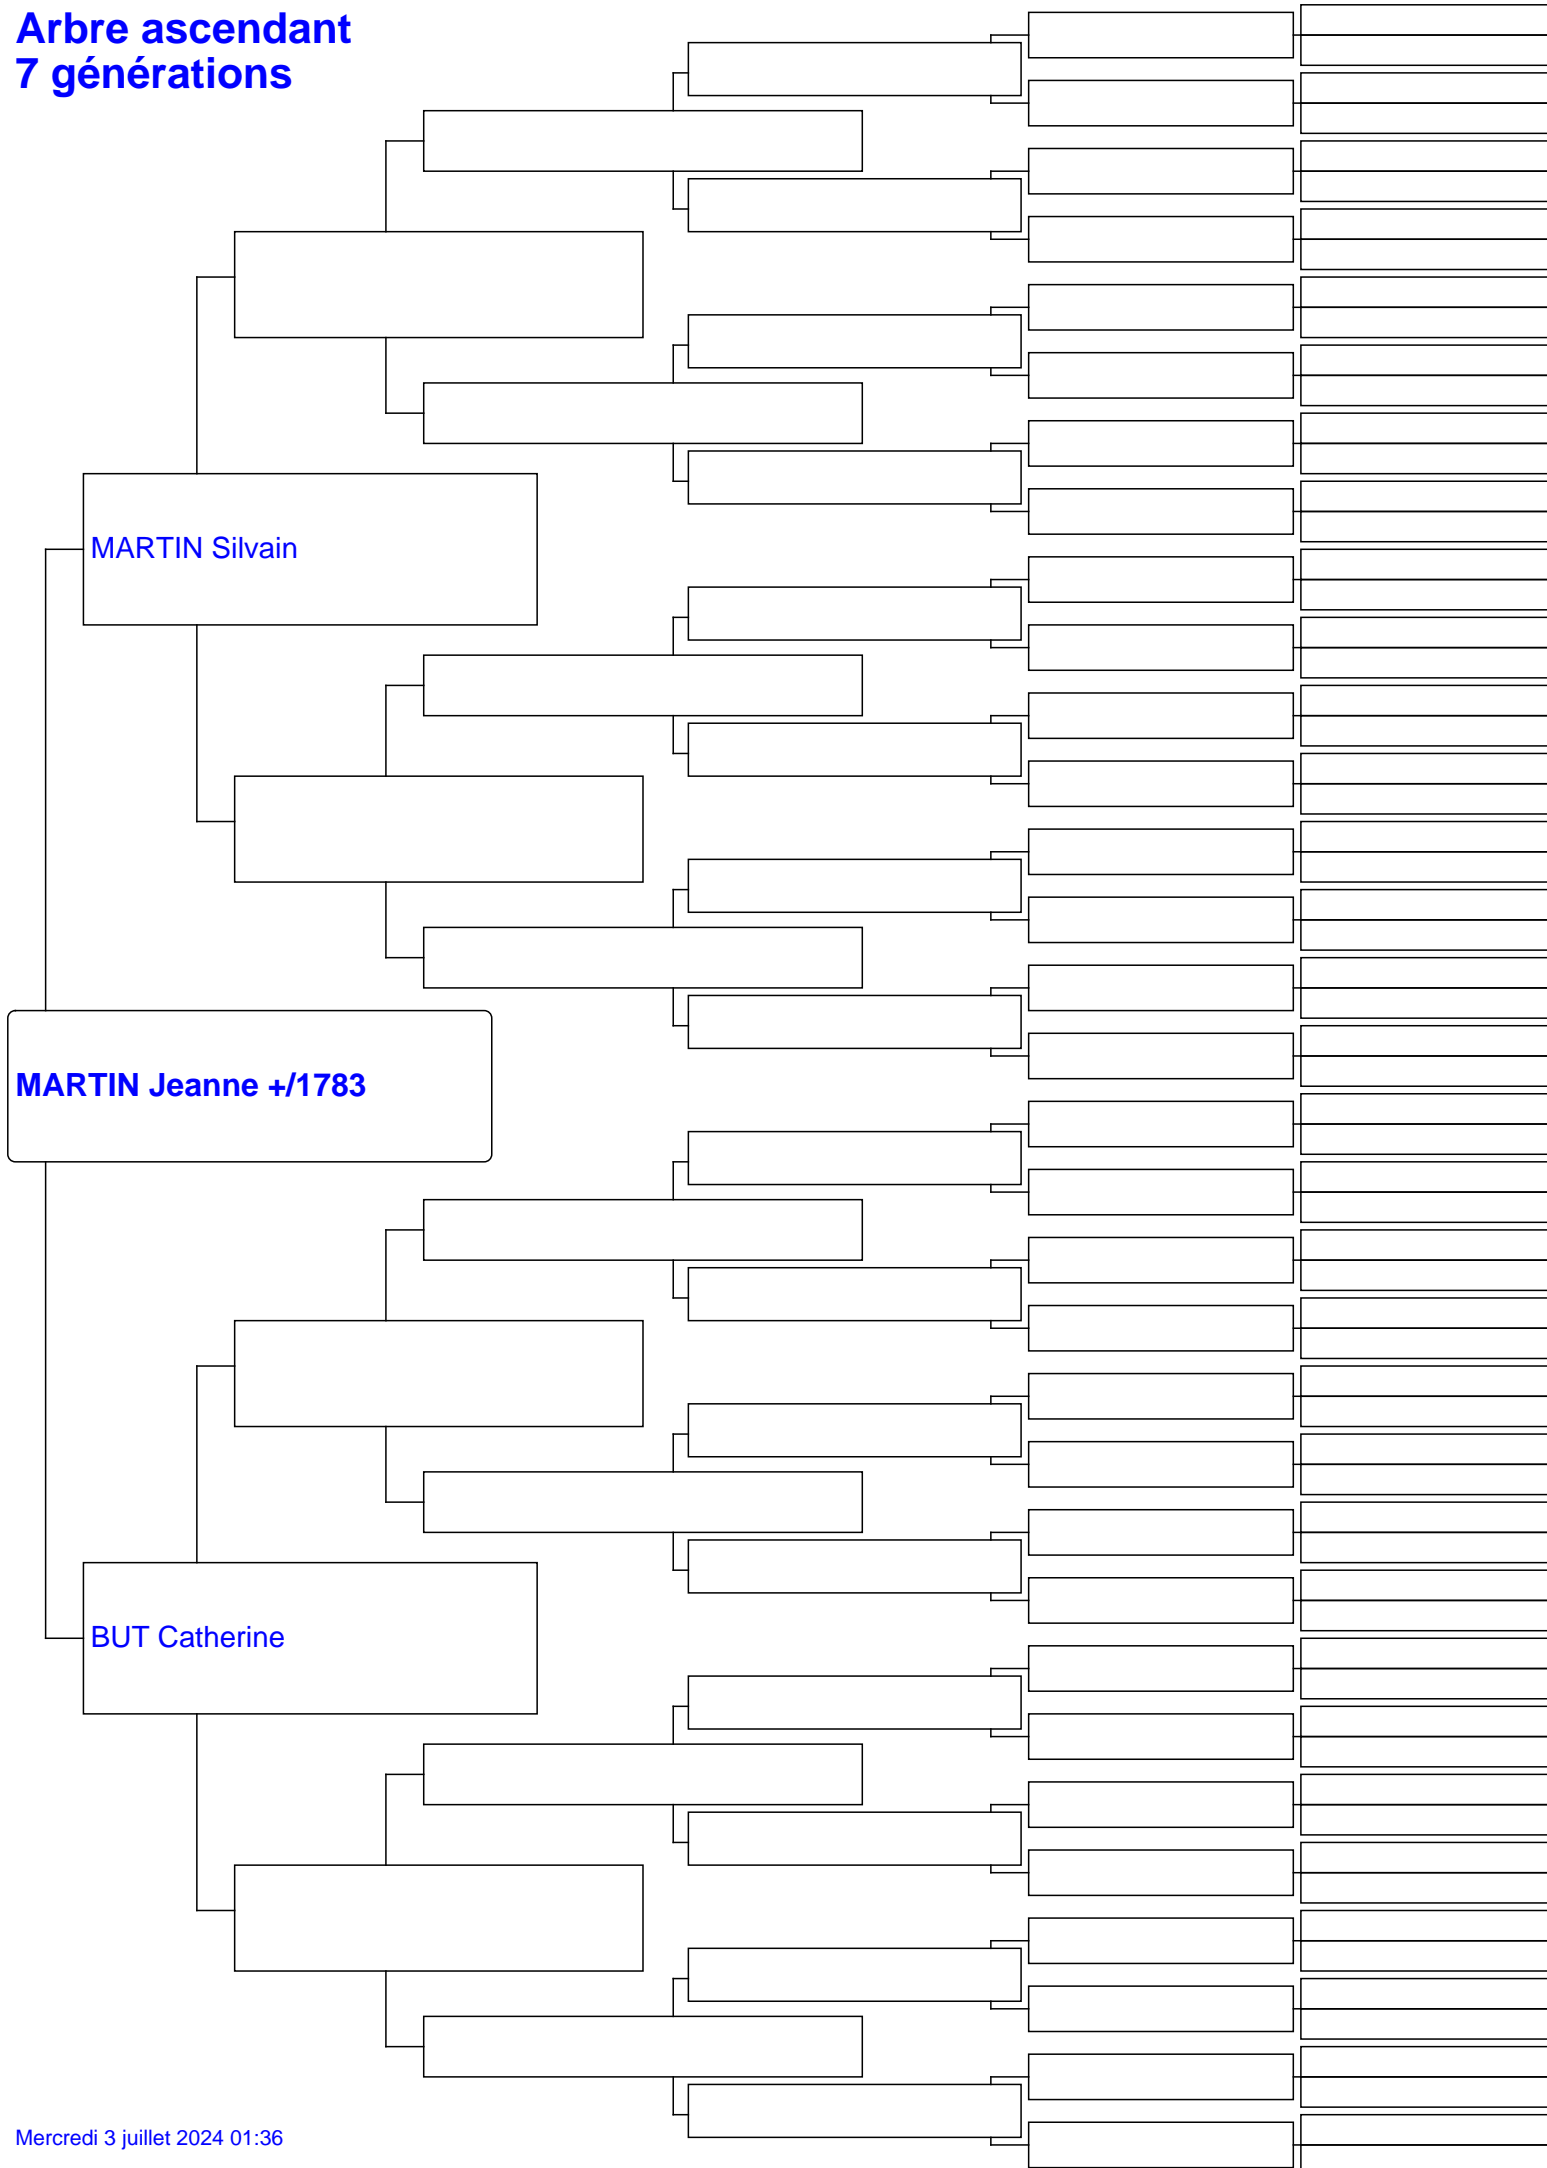 Arbre ascendant
7 générations
MARTIN Silvain
MARTIN Jeanne +/1783
BUT Catherine
Mercredi 3 juillet 2024 01:36